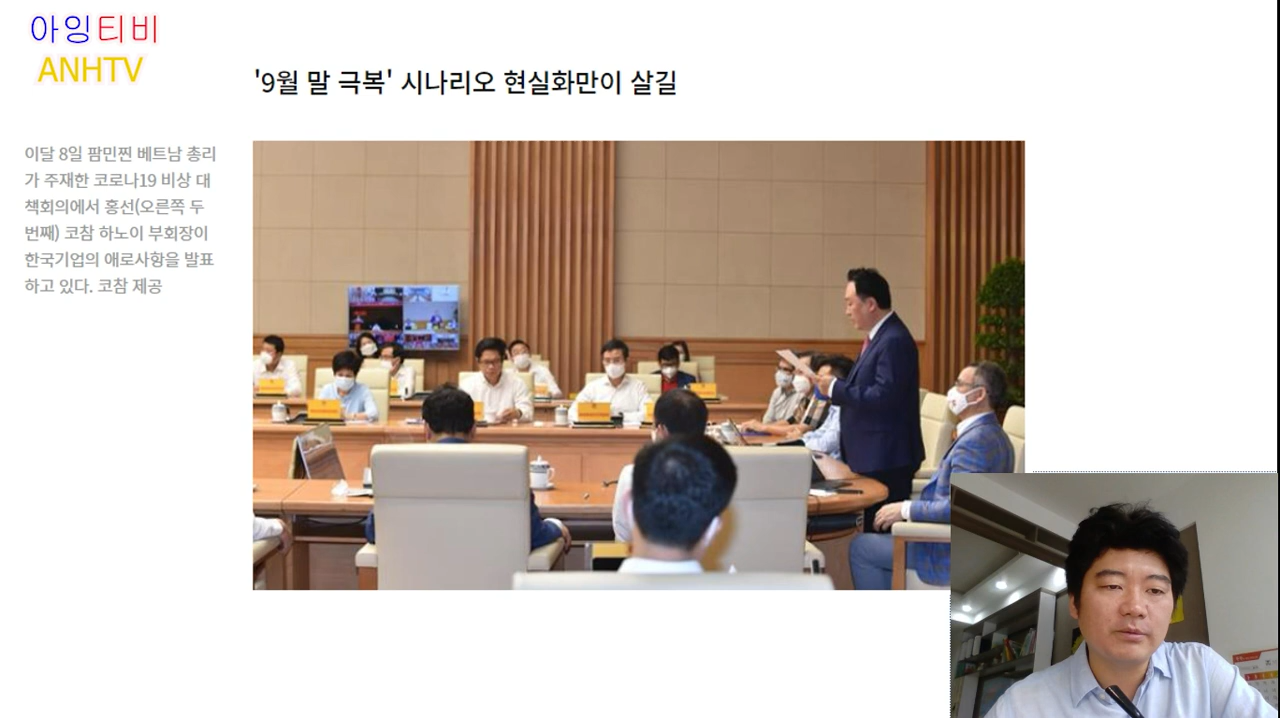 아잉티비
ANHTV
'9월 말 극복' 시나리오 현실화만이 살길
이달 8일 팜민찐 베트남 총리
가 주재한 코로나19 비상 대
책회의에서 홍선(오른쪽 두
번째) 코참 하노이 부회장이
한국기업의 애로사항을 발표
하고 있다. 코참 제공